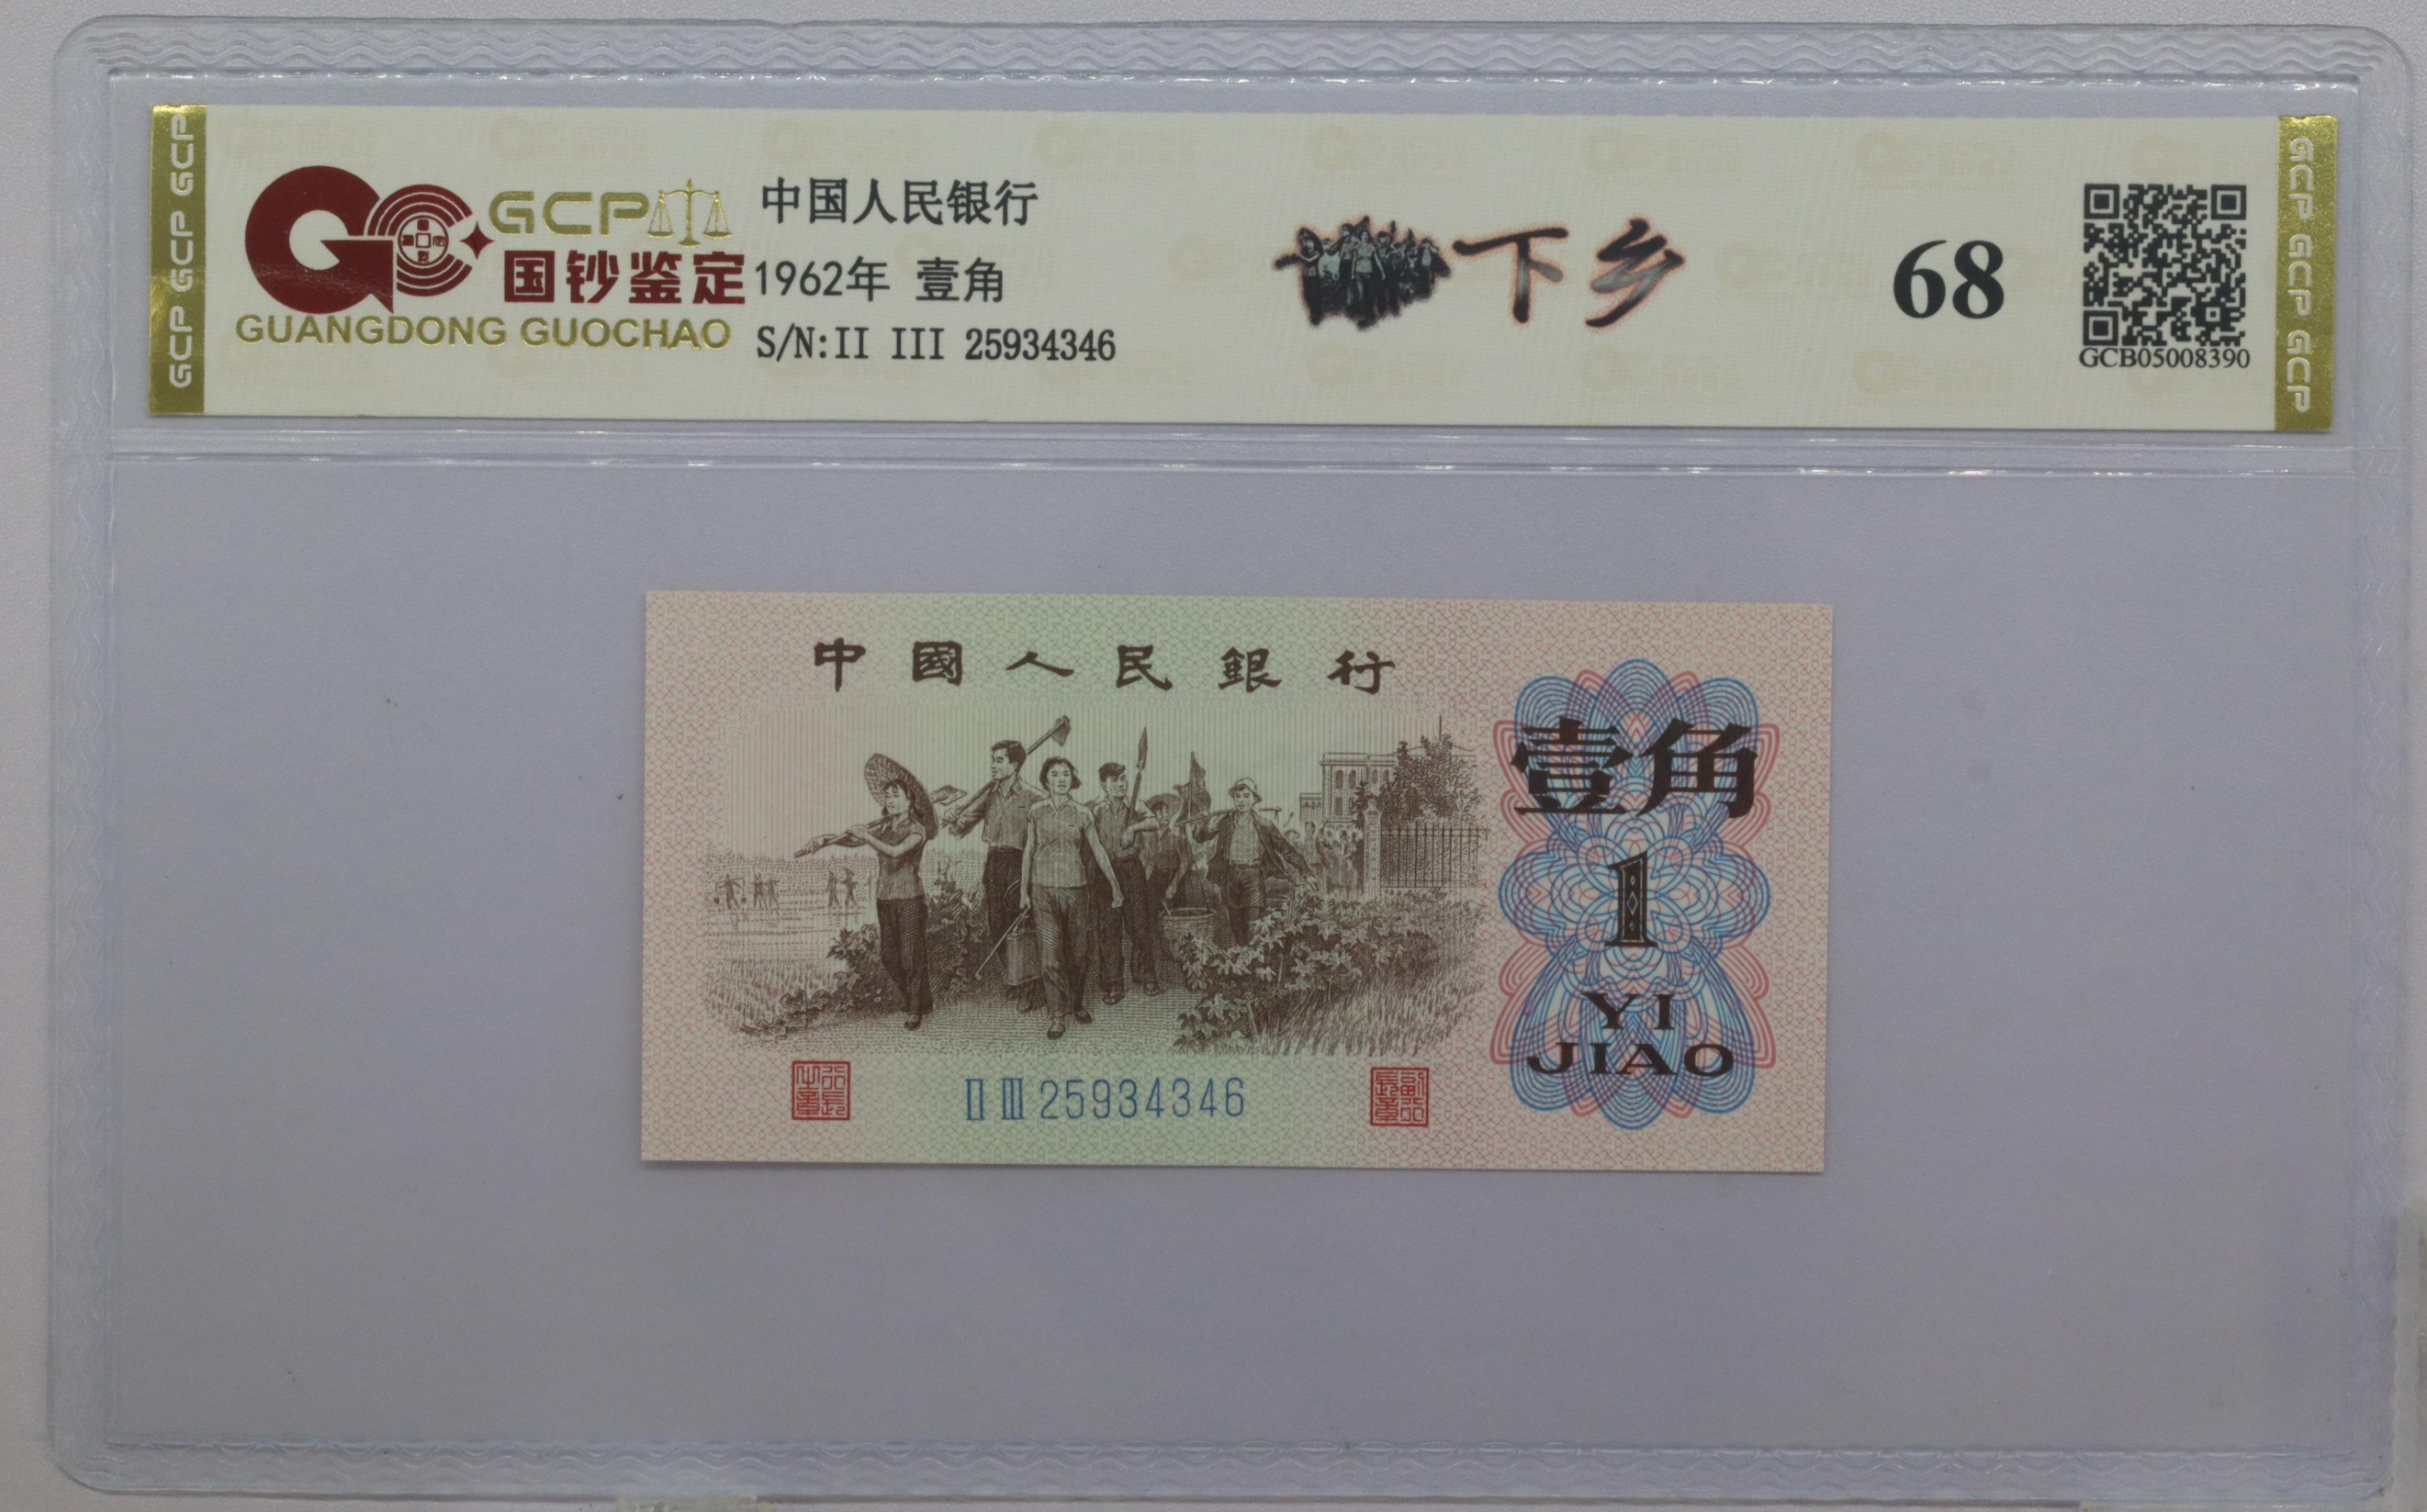 GCP GCP GCP
GCP
国钞鉴定
GUANGDONG GUOCHAO
中国人民银行
1962年 壹角
S/N:II III 25934346
下乡
68
GCB05008390
GCP GCP GCP
中國人民銀行
壹角
1
YI
JIAO
II III 25934346